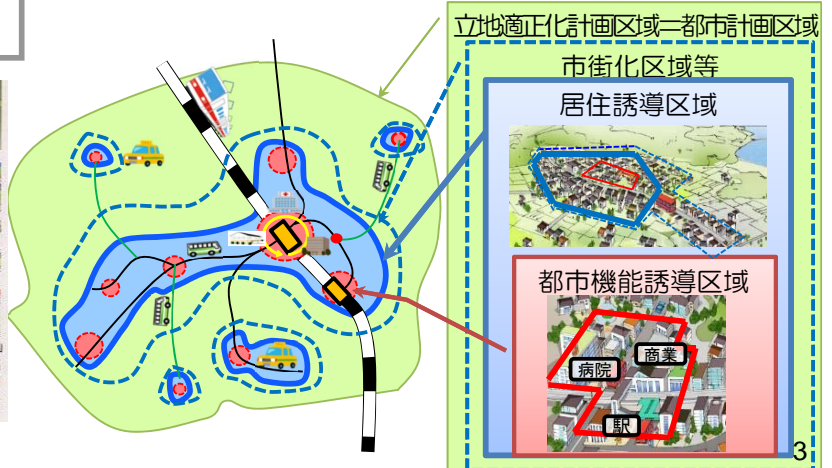 立地適正化計画区域=都市計画区域
市街化区域等
居住誘導区域
都市機能誘導区域
商業
病院
駅
3